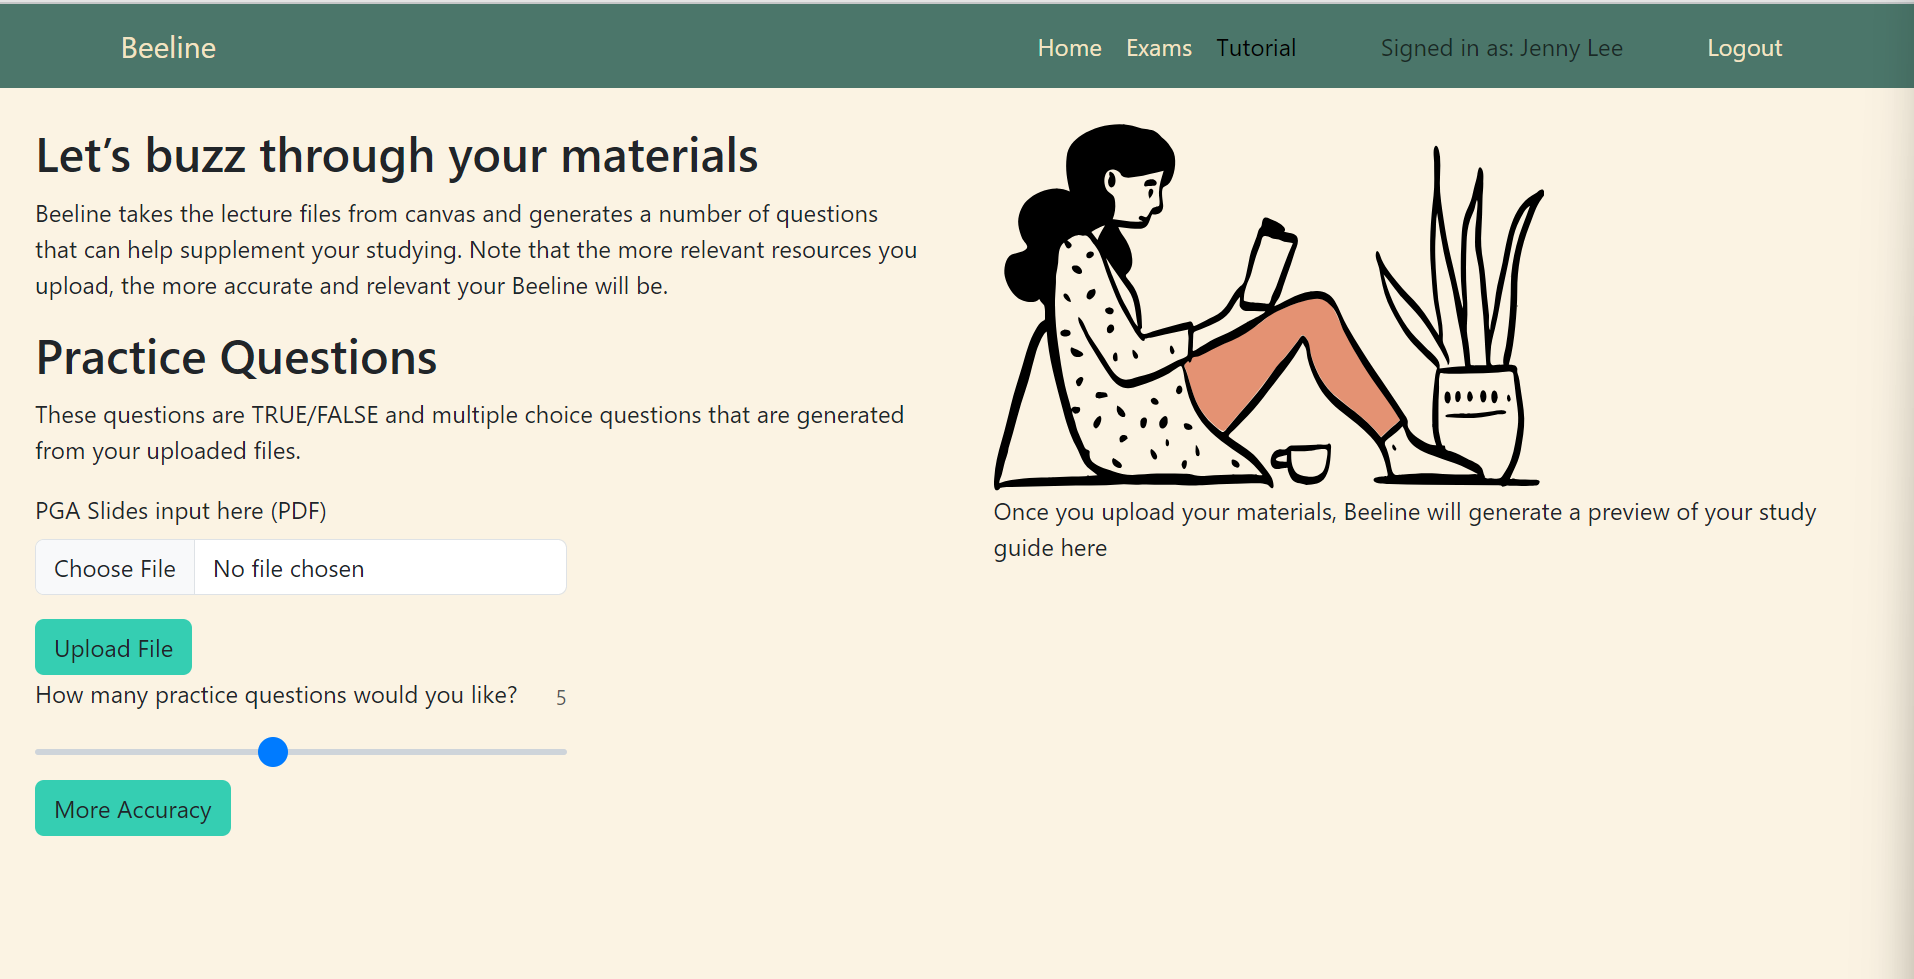 Beeline
Home Exams Tutorial Signed in as: Jenny Lee Logout
Let’s buzz through your materials
Beeline takes the lecture files from canvas and generates a number of questions
that can help supplement your studying. Note that the more relevant resources you
upload, the more accurate and relevant your Beeline will be.
Practice Questions
These questions are TRUE/FALSE and multiple choice questions that are generated
from your uploaded files.
PGA Slides input here (PDF)
Choose File No file chosen
Upload File
How many practice questions would you like? 5
More Accuracy
Once you upload your materials, Beeline will generate a preview of your study
guide here